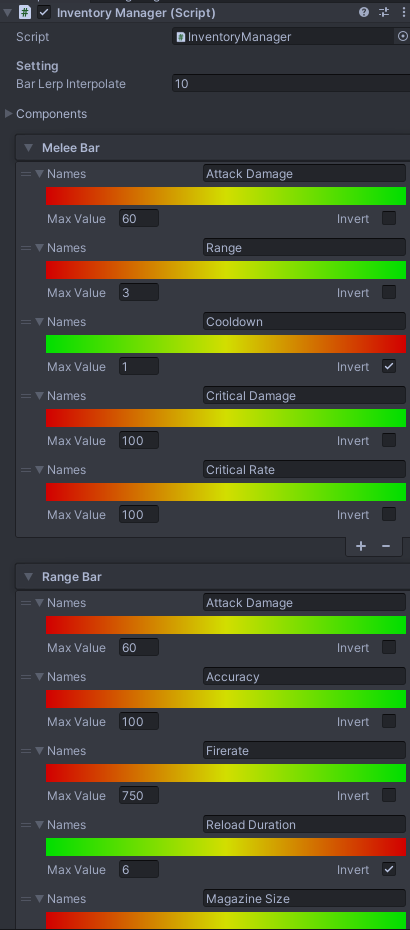 Inventory Manager (Script)
Script InventoryManager
Setting
Bar Lerp Interpolate 10
Components
Melee Bar
Names Attack Damage
Max Value 60 Invert
Names Range
Max Value 3 Invert
Names Cooldown
Max Value 1 Invert
Names Critical Damage
Max Value 100 Invert
Names Critical Rate
Max Value 100 Invert
Range Bar
Names Attack Damage
Max Value 60 Invert
Names Accuracy
Max Value 100 Invert
Names Firerate
Max Value 750 Invert
Names Reload Duration
Max Value 6 Invert
Names Magazine Size